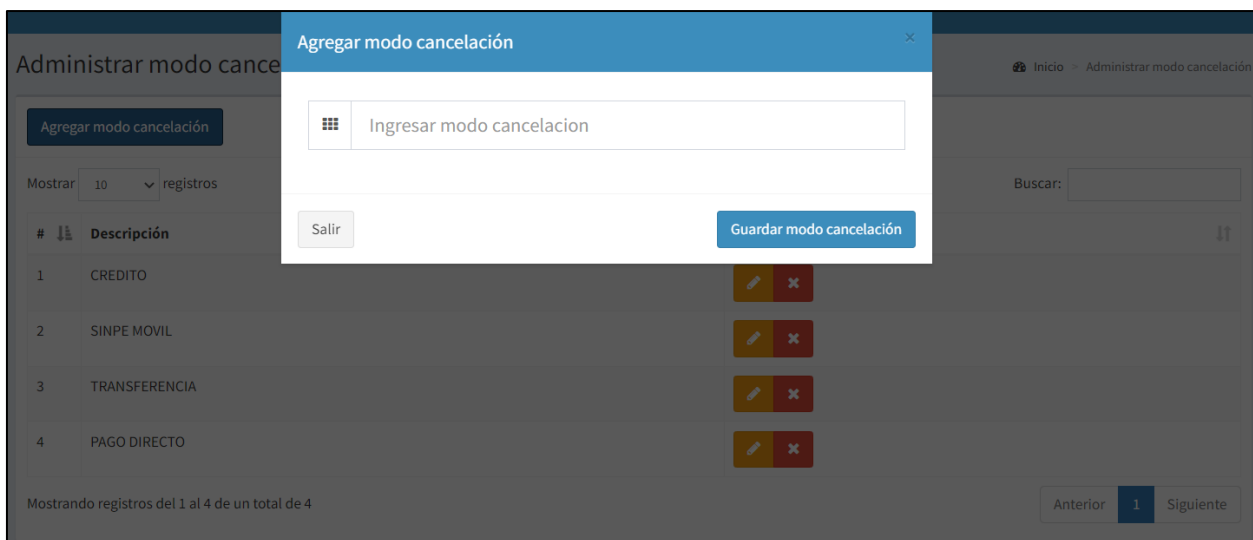 Agregar modo cancelación ×
Administrar modo cance
Inicio > Administrar modo cancelación
Agregar modo cancelación
Ingresar modo cancelacion
Mostrar 10 registros
Buscar:
Salir
Guardar modo cancelación
# Descripción
1 CREDITO
2 SINPE MOVIL
3 TRANSFERENCIA
4 PAGO DIRECTO
Mostrando registros del 1 al 4 de un total de 4
Anterior 1 Siguiente